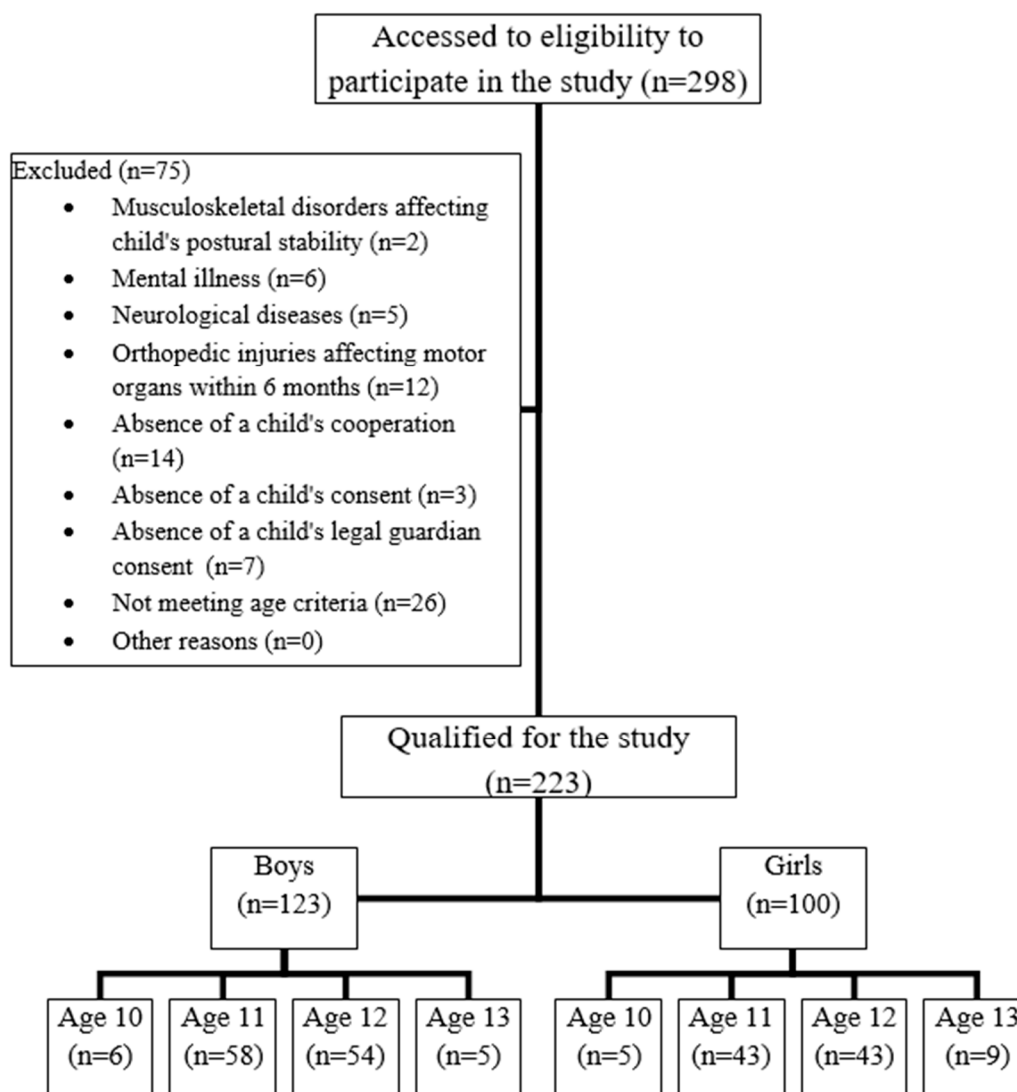 Accessed to eligibility to
participate in the study (n=298)
Excluded (n=75)
• Musculoskeletal disorders affecting
child's postural stability (n=2)
• Mental illness (n=6)
• Neurological diseases (n=5)
• Orthopedic injuries affecting motor
organs within 6 months (n=12)
• Absence of a child's cooperation
(n=14)
• Absence of a child's consent (n=3)
• Absence of a child's legal guardian
consent (n=7)
• Not meeting age criteria (n=26)
• Other reasons (n=0)
Qualified for the study
(n=223)
Boys
(n=123)
Girls
(n=100)
Age 10
(n=6)
Age 11
(n=58)
Age 12
(n=54)
Age 13
(n=5)
Age 10
(n=5)
Age 11
(n=43)
Age 12
(n=43)
Age 13
(n=9)